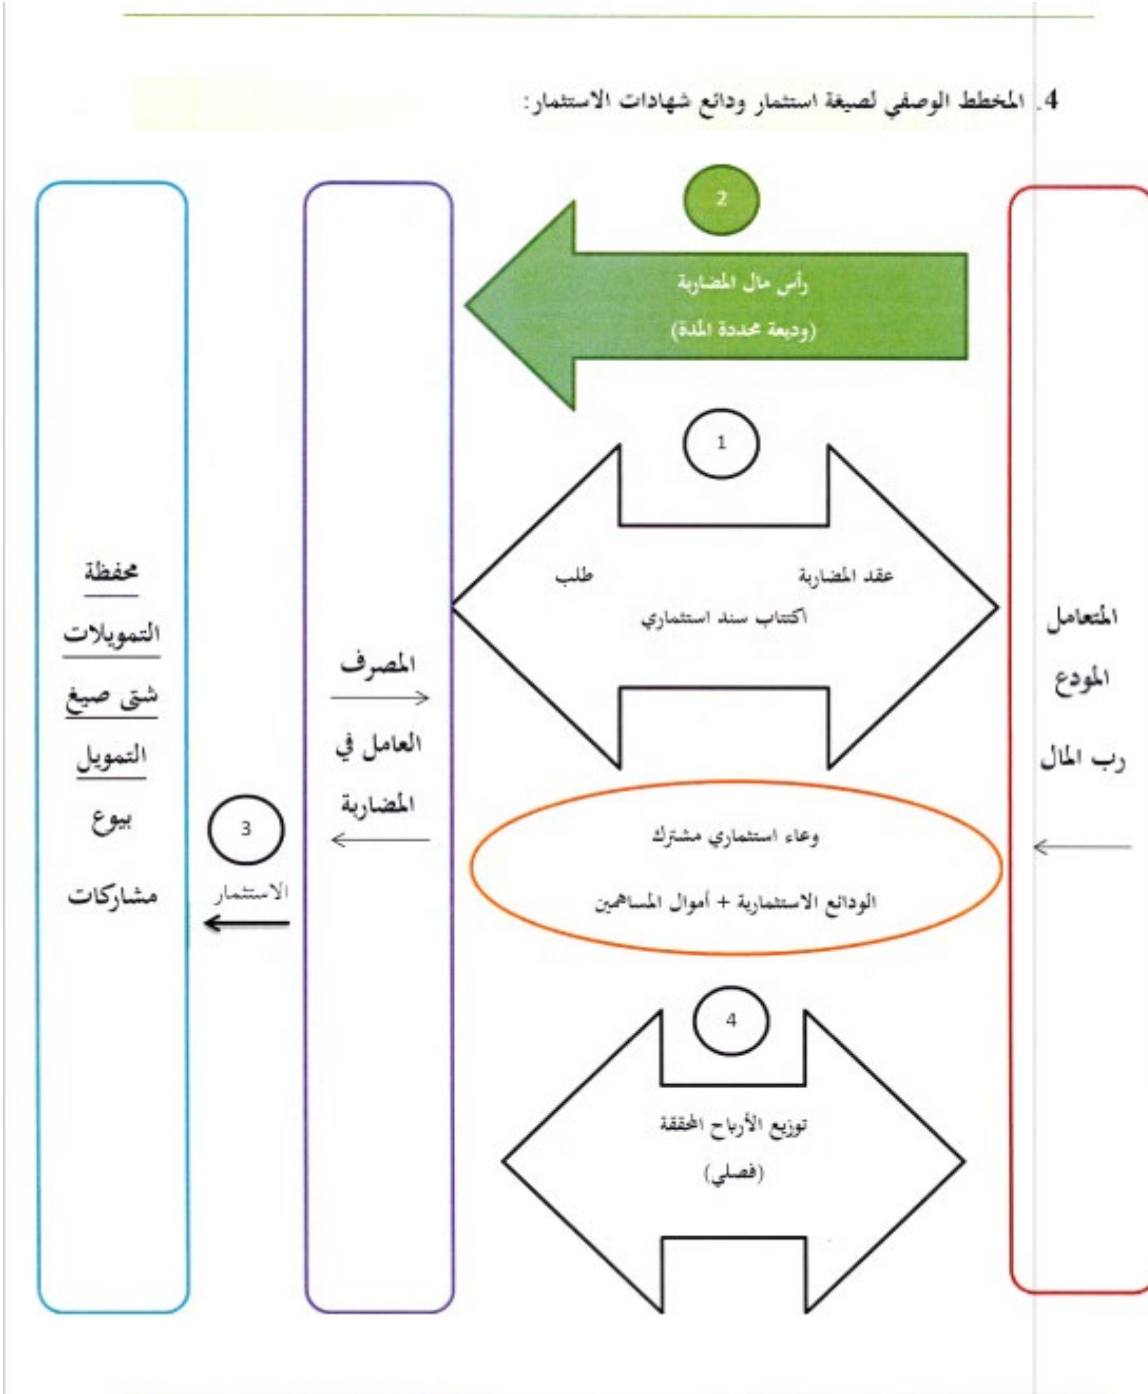 4. المخطط الوصفي لصيغة استثمار ودائع شهادات الاستثمار:
2
رأس مال المضاربة
(وديعة محددة المدة)
1
عقد المضاربة
طلب
اكتتاب سند استثماري
المتعامل
المودع
رب المال
المصرف
العامل في
المضاربة
محفظة
التمويلات
شتى صيغ
التمويل
بيوع
مشاركات
3
الاستثمار
وعاء استثماري مشترك
الودائع الاستثمارية + أموال المساهمين
4
توزيع الأرباح المحققة
(فصلي)